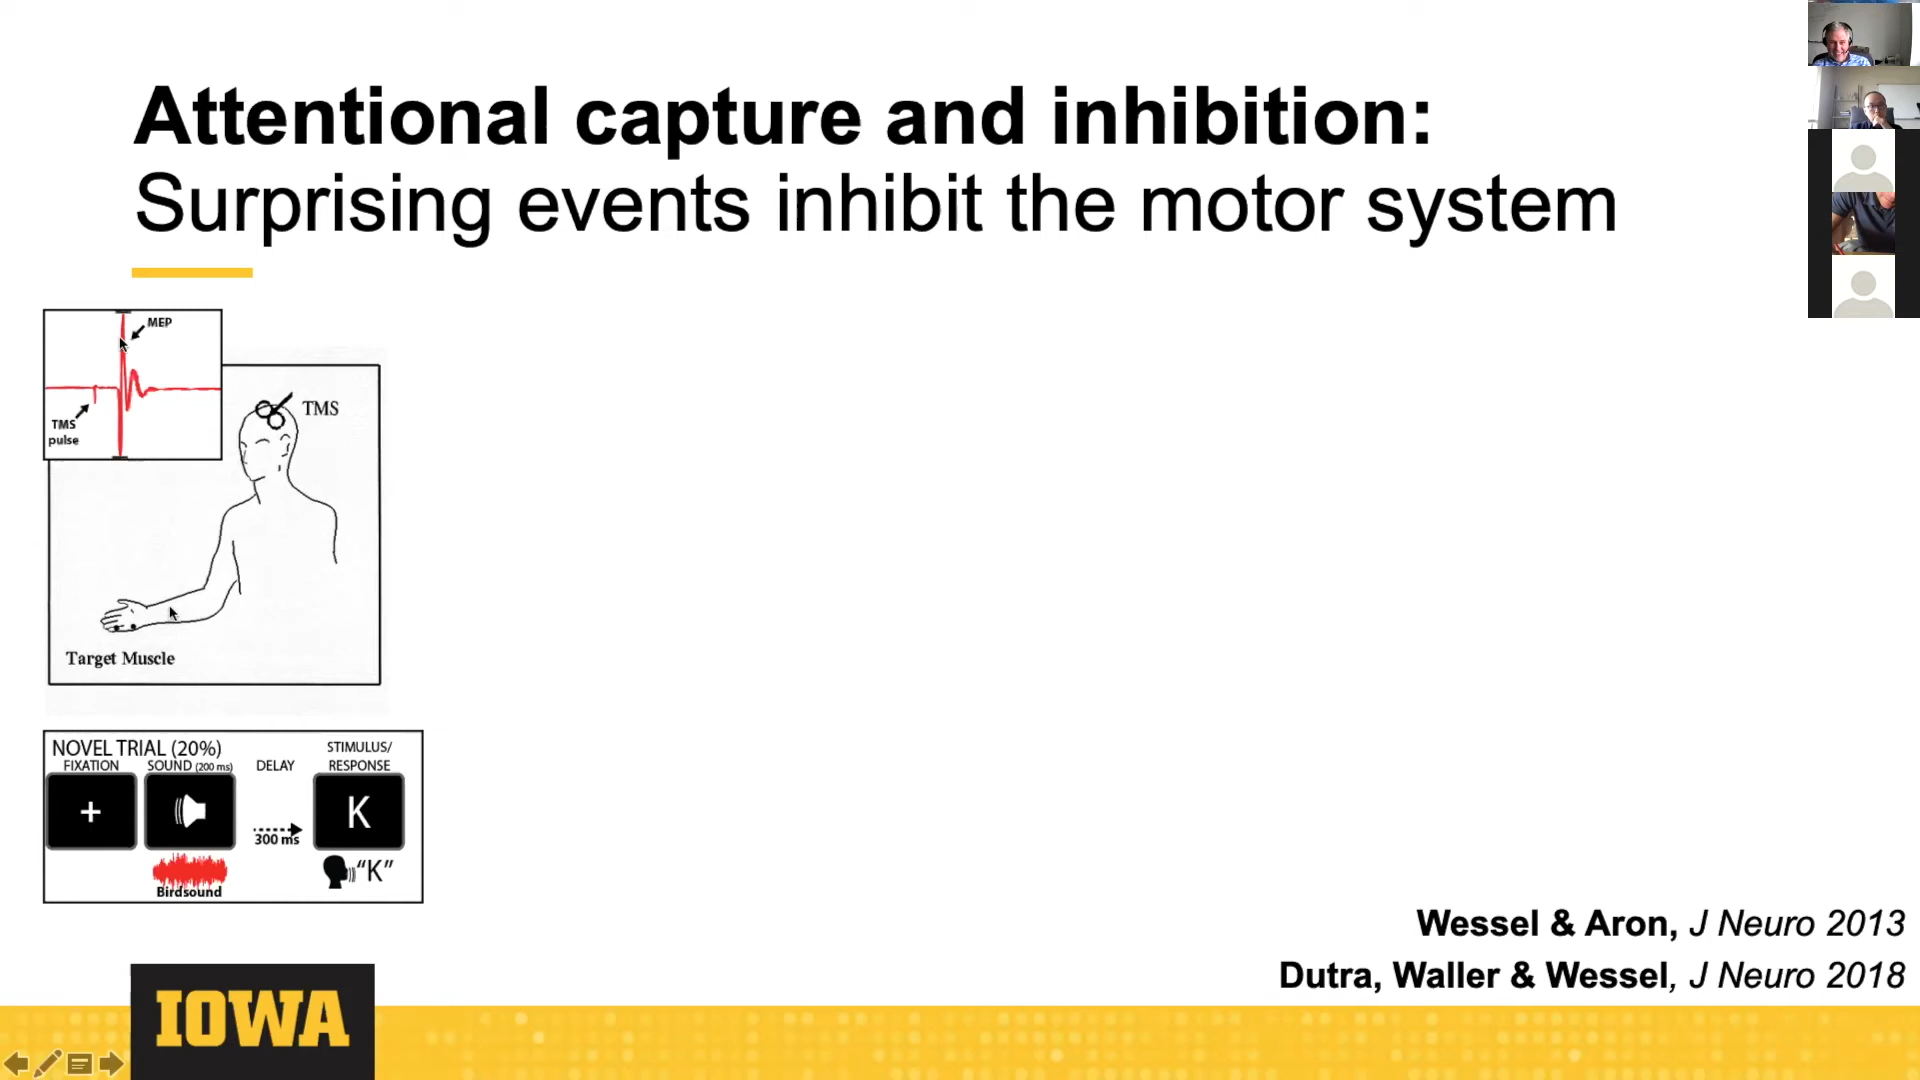 Attentional capture and inhibition:
Surprising events inhibit the motor system
MEP
TMS
pulse
TMS
Target Muscle
NOVEL TRIAL (20%)
FIXATION
SOUND (200 ms)
DELAY
STIMULUS/
RESPONSE
+
K
300 ms
Birdsound
“K”
Wessel & Aron, J Neuro 2013
Dutra, Waller & Wessel, J Neuro 2018
IOWA